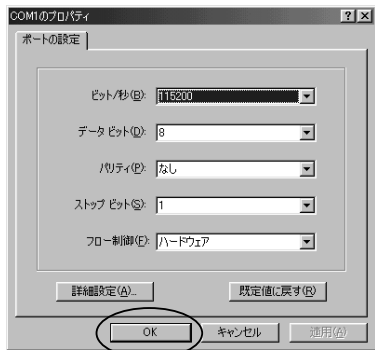 COM1のプロパティ
ポートの設定
ビット/秒(B): 115200
データ ビット(D): 8
パリティ(P): なし
ストップ ビット(S): 1
フロー制御(F): ハードウェア
詳細設定(A)... 既定値に戻す(R)
OK キャンセル 適用(A)